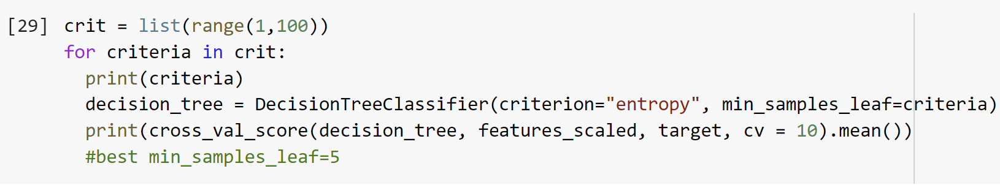 [29] crit = list(range(1,100))
for criteria in crit:
  print(criteria)
  decision_tree = DecisionTreeClassifier(criterion="entropy", min_samples_leaf=criteria)
  print(cross_val_score(decision_tree, features_scaled, target, cv = 10).mean())
  #best min_samples_leaf=5